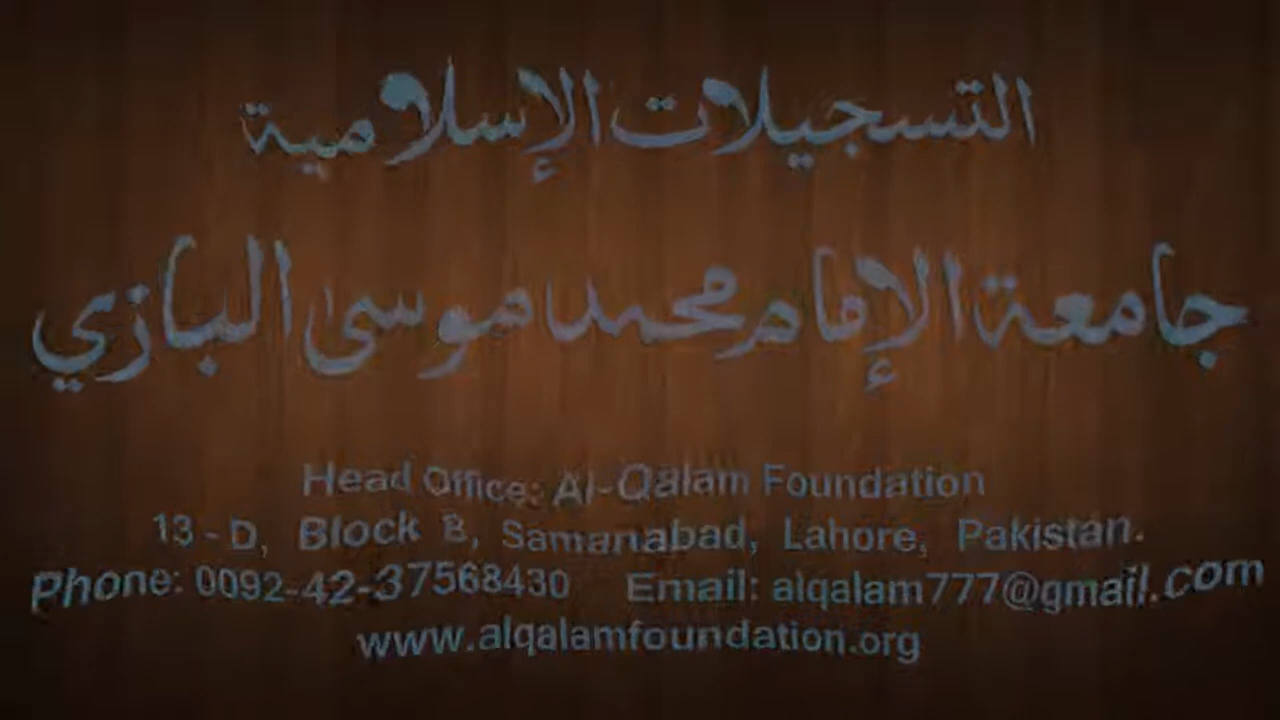 التسجيلات الإسلامية
جامعة الإمام محمد موسى البازي
Head Office: Al-Qalam Foundation
13-D, Block B, Samanabad, Lahore, Pakistan.
Phone: 0092-42-37568430 Email: alqalam777@gmail.com
www.alqalamfoundation.org